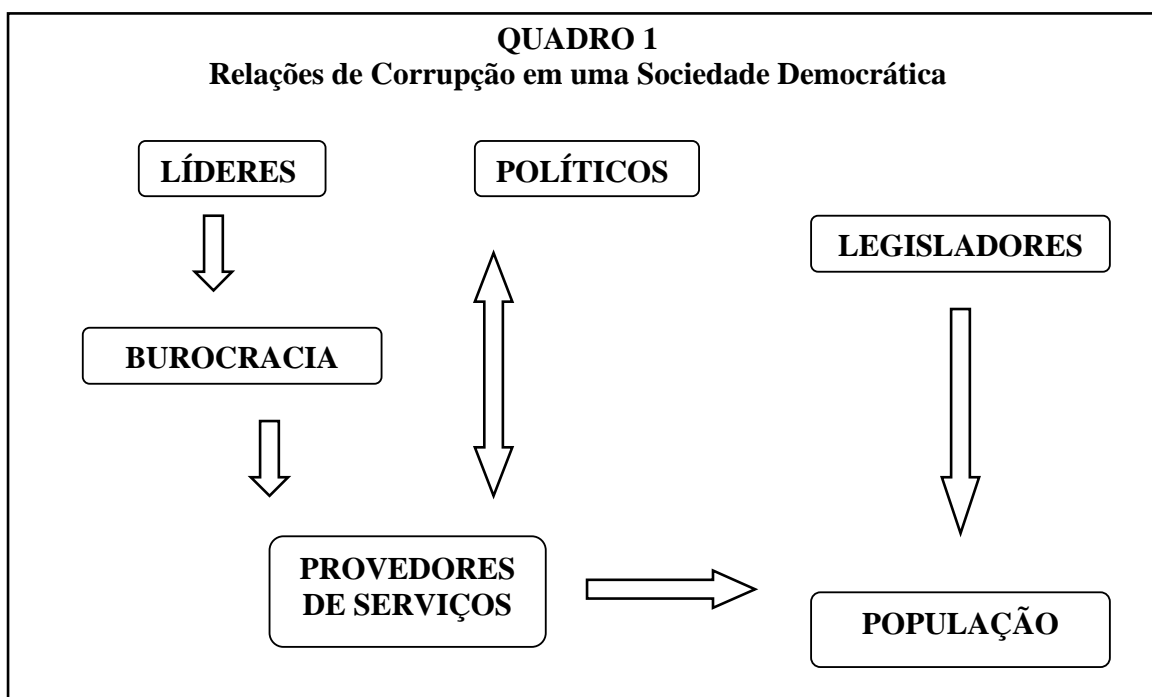 QUADRO 1
Relações de Corrupção em uma Sociedade Democrática
LÍDERES
POLÍTICOS
LEGISLADORES
BUROCRACIA
PROVEDORES
DE SERVIÇOS
POPULAÇÃO